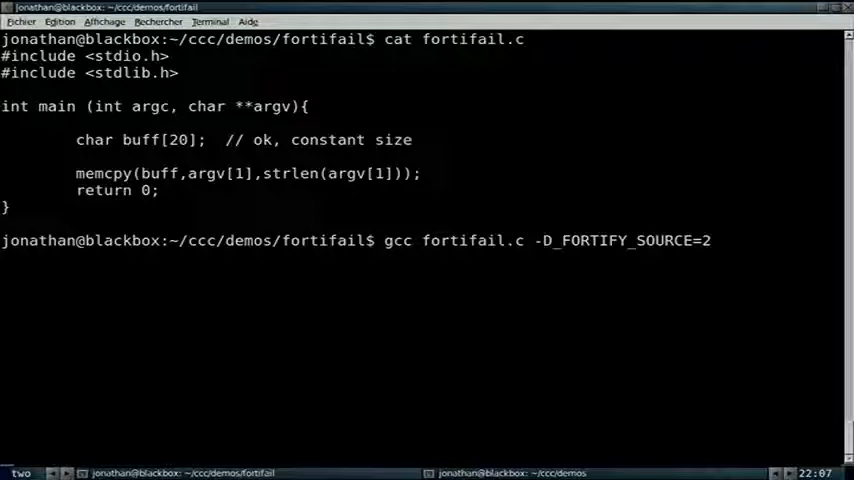 jonathan@blackbox: ~/ccc/demos/fortifail
Fichier Edition Affichage Rechercher Terminal Aide
jonathan@blackbox:~/ccc/demos/fortifail$ cat fortifail.c
#include <stdio.h>
#include <stdlib.h>
int main (int argc, char **argv){
char buff[20]; // ok, constant size
memcpy(buff,argv[1],strlen(argv[1]));
return 0;
}
jonathan@blackbox:~/ccc/demos/fortifail$ gcc fortifail.c -D_FORTIFY_SOURCE=2
two jonathan@blackbox: ~/ccc/demos/fortifail jonathan@blackbox: ~/ccc/demos 22:07